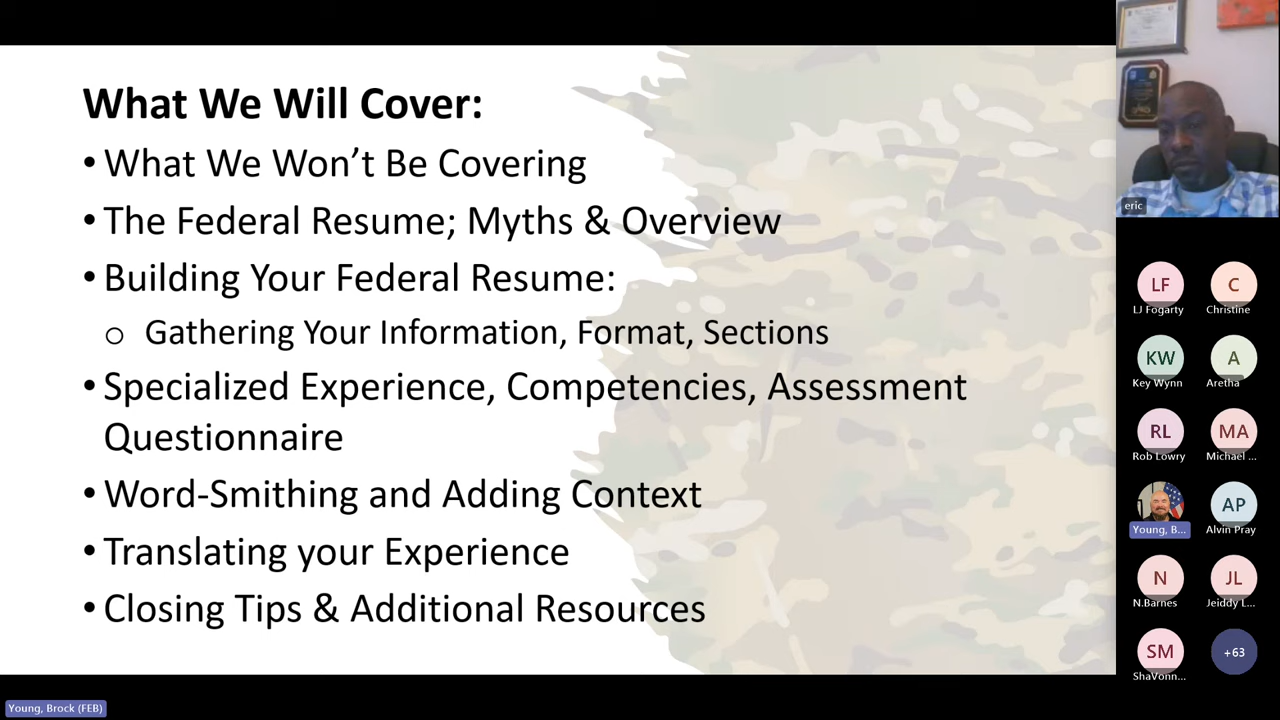 What We Will Cover:
• What We Won't Be Covering
• The Federal Resume; Myths & Overview
• Building Your Federal Resume:
o Gathering Your Information, Format, Sections
• Specialized Experience, Competencies, Assessment
Questionnaire
• Word-Smithing and Adding Context
• Translating your Experience
• Closing Tips & Additional Resources
eric
LF
LJ Fogarty
C
Christine
KW
Key Wynn
A
Aretha
RL
Rob Lowry
MA
Michael ...
Young, B...
AP
Alvin Pray
N
N.Barnes
JL
Jeiddy L...
SM
ShaVonn...
+63
Young, Brock (FEB)